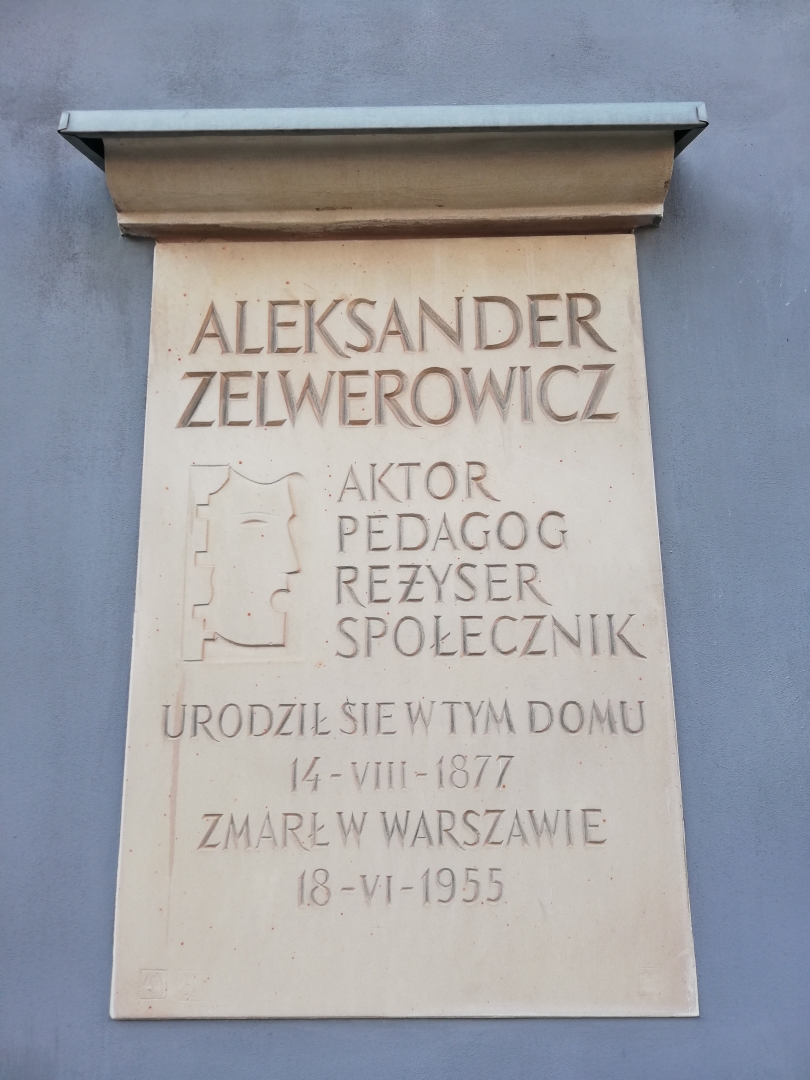 ALEKSANDER
ZELWEROWICZ
AKTOR
PEDAGOG
REŻYSER
SPOŁECZNIK
URODZIŁ SIE W TYM DOMU
14-VIII-1877
ZMARŁ W WARSZAWIE
18-VI-1955